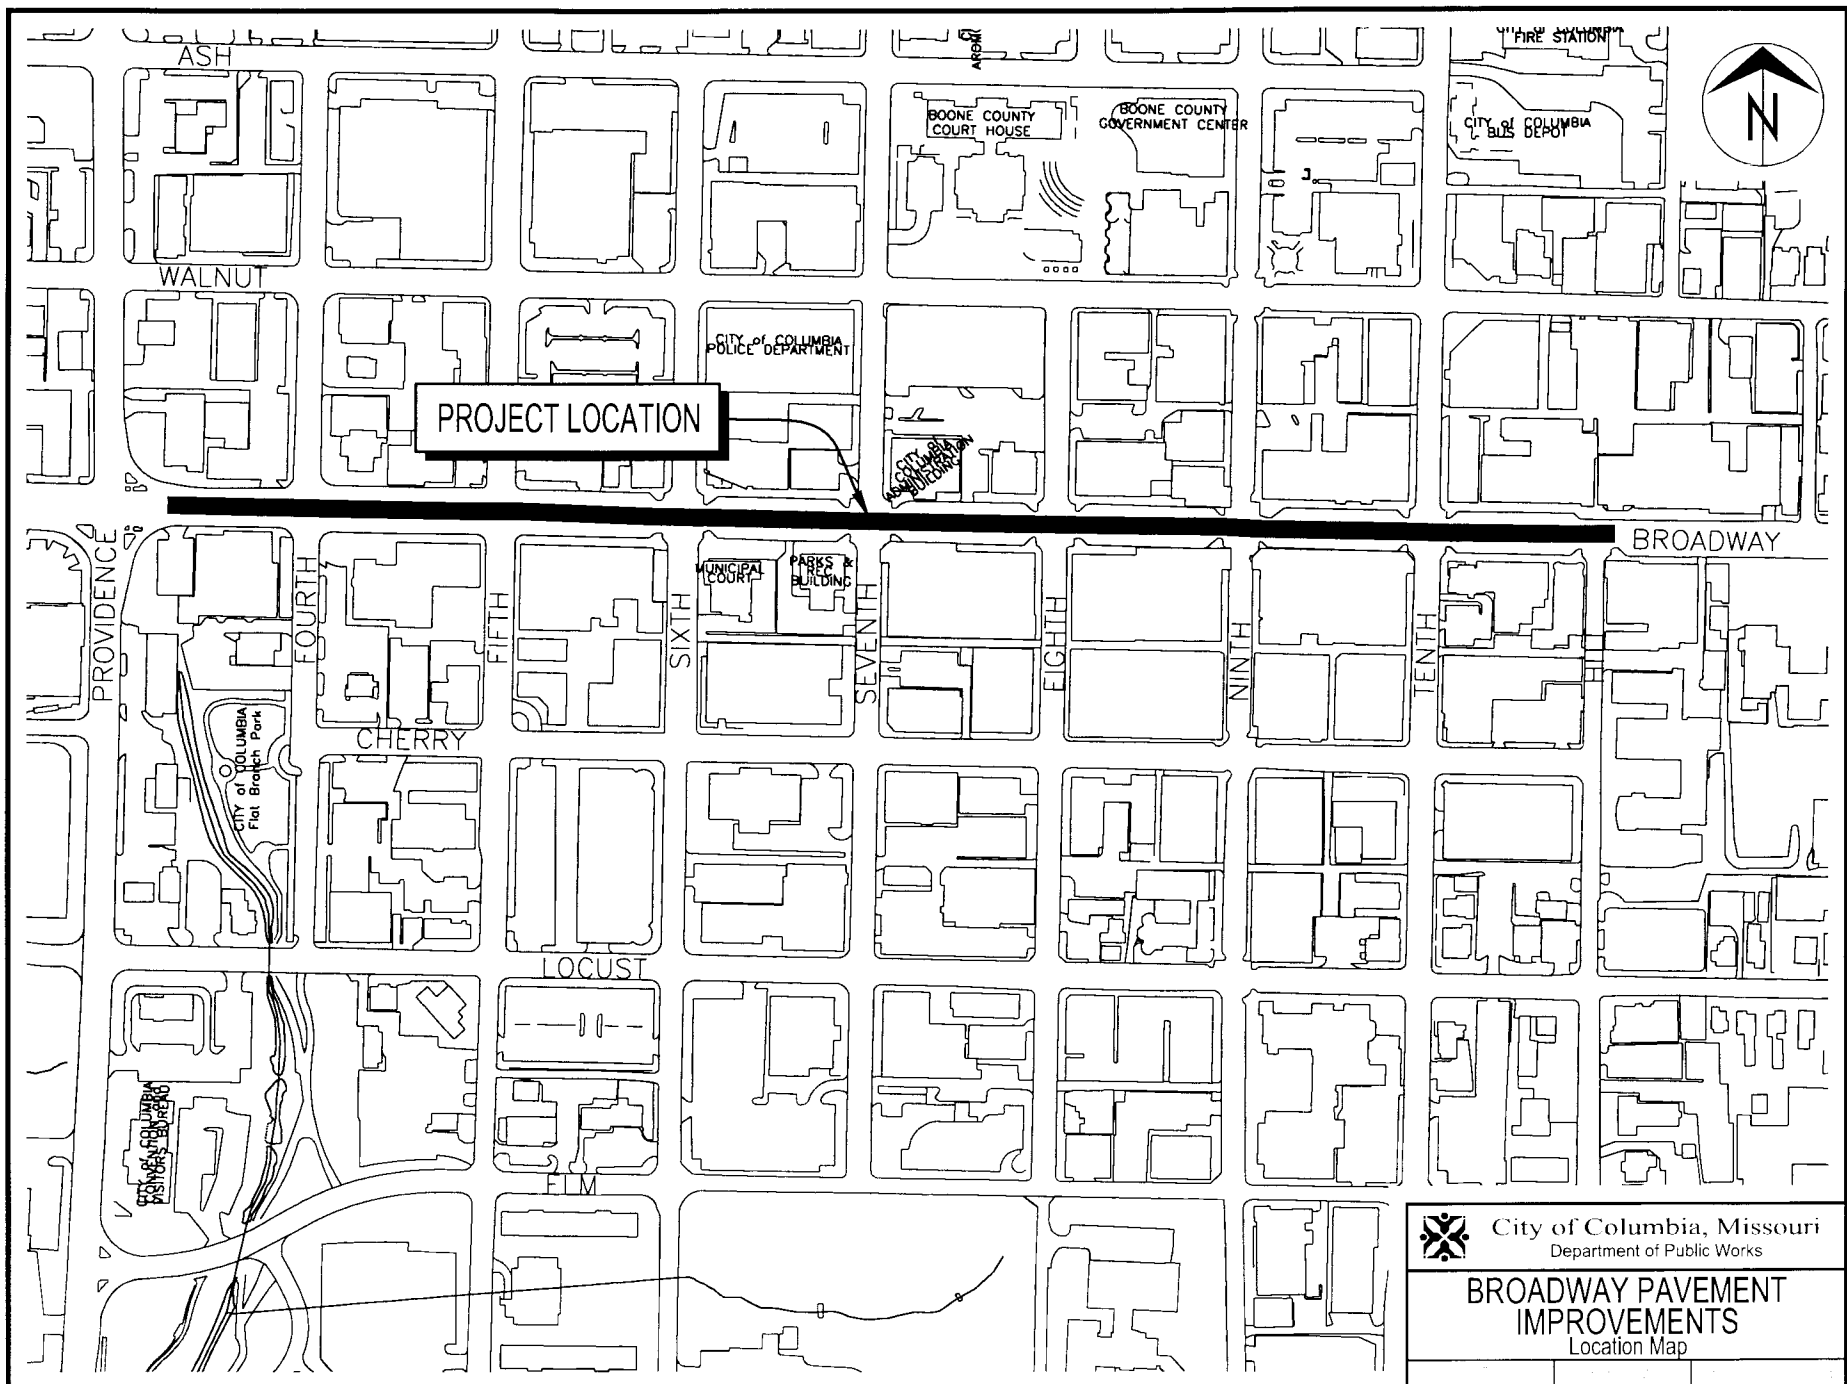 ASH
CITY of COLUMBIA
FIRE STATION
N
BOONE COUNTY
COURT HOUSE
BOONE COUNTY
GOVERNMENT CENTER
CITY of COLUMBIA
BUS DEPOT
WALNUT
CITY of COLUMBIA
POLICE DEPARTMENT
PROJECT LOCATION
CITY of
COLUMBIA
ADMINISTRATION
BUILDING
BROADWAY
PROVIDENCE
FOURTH
FIFTH
SIXTH
MUNICIPAL
COURT
PARKS &
REC
BUILDING
SEVENTH
EIGHTH
NINTH
TENTH
CITY of COLUMBIA
Flat Branch Park
CHERRY
LOCUST
CITY of COLUMBIA
CONVENTION and
VISITORS BUREAU
ELM
City of Columbia, Missouri
Department of Public Works
BROADWAY PAVEMENT
IMPROVEMENTS
Location Map